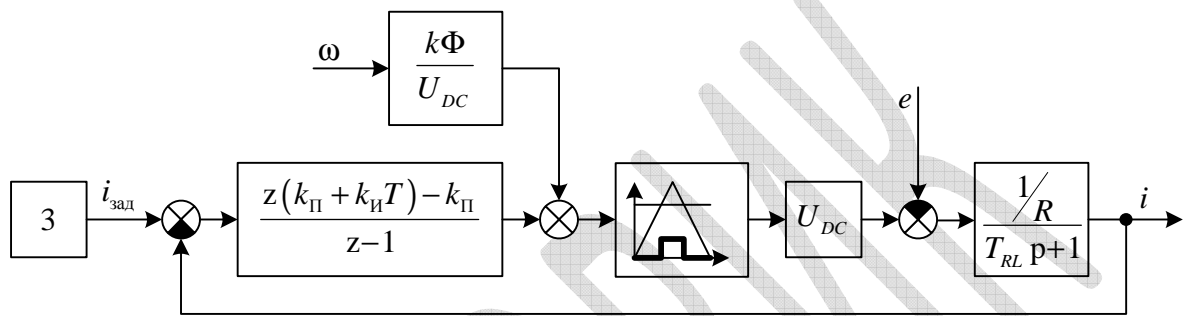 ω
kΦ
U_DC
e
3
i_зад
z(k_П + k_И T) − k_П
z−1
U_DC
1/R
T_RL p+1
i